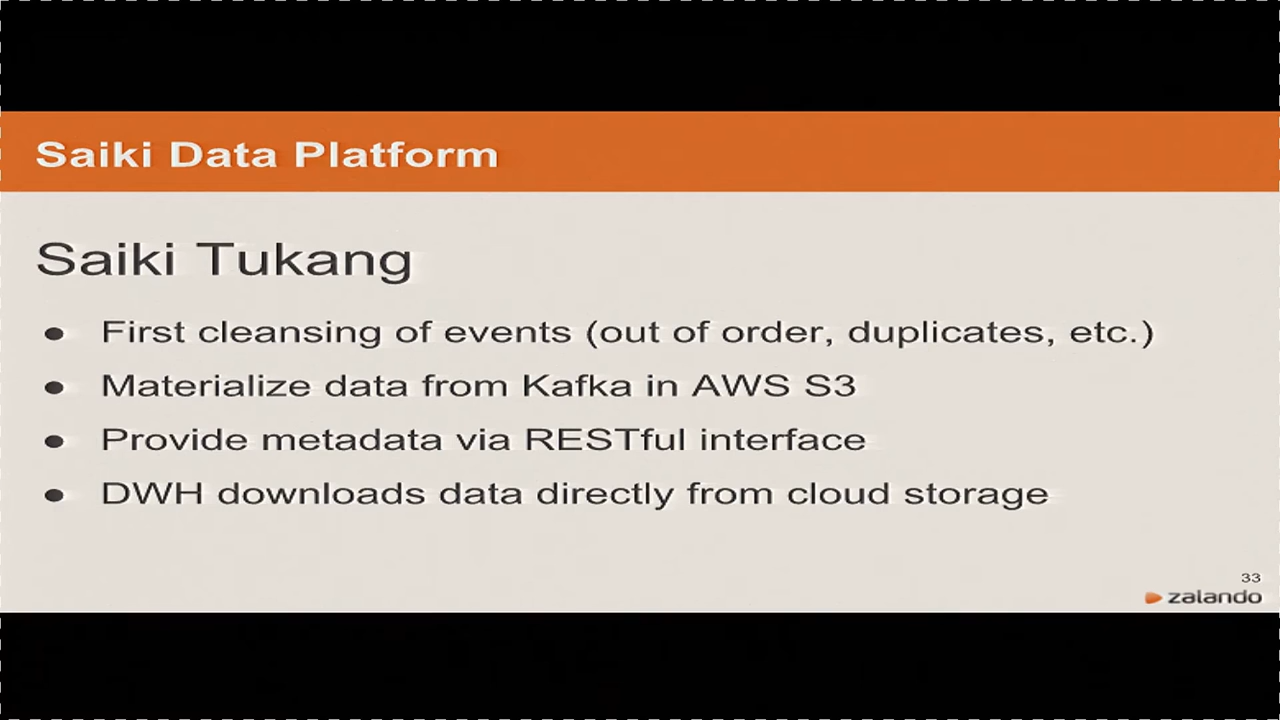 Saiki Data Platform
Saiki Tukang
● First cleansing of events (out of order, duplicates, etc.)
● Materialize data from Kafka in AWS S3
● Provide metadata via RESTful interface
● DWH downloads data directly from cloud storage
33
zalando